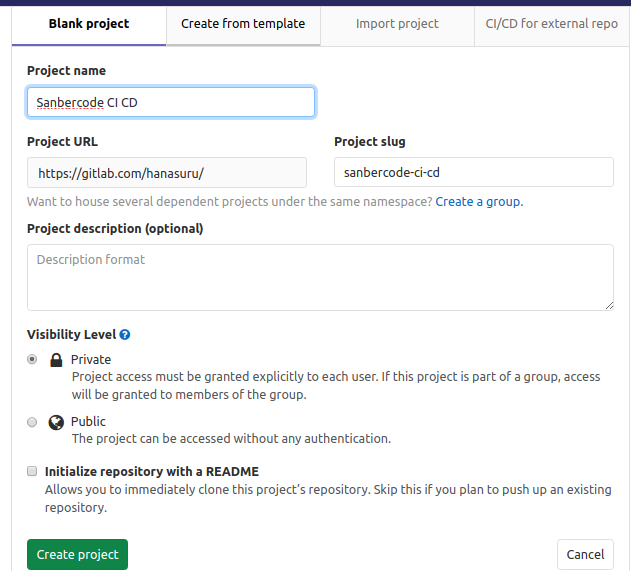 Blank project Create from template Import project CI/CD for external repo
Project name
Sanbercode CI CD
Project URL Project slug
https://gitlab.com/hanasuru/ sanbercode-ci-cd
Want to house several dependent projects under the same namespace? Create a group.
Project description (optional)
Description format
Visibility Level ?
Private
Project access must be granted explicitly to each user. If this project is part of a group, access
will be granted to members of the group.
Public
The project can be accessed without any authentication.
Initialize repository with a README
Allows you to immediately clone this project's repository. Skip this if you plan to push up an existing
repository.
Create project Cancel